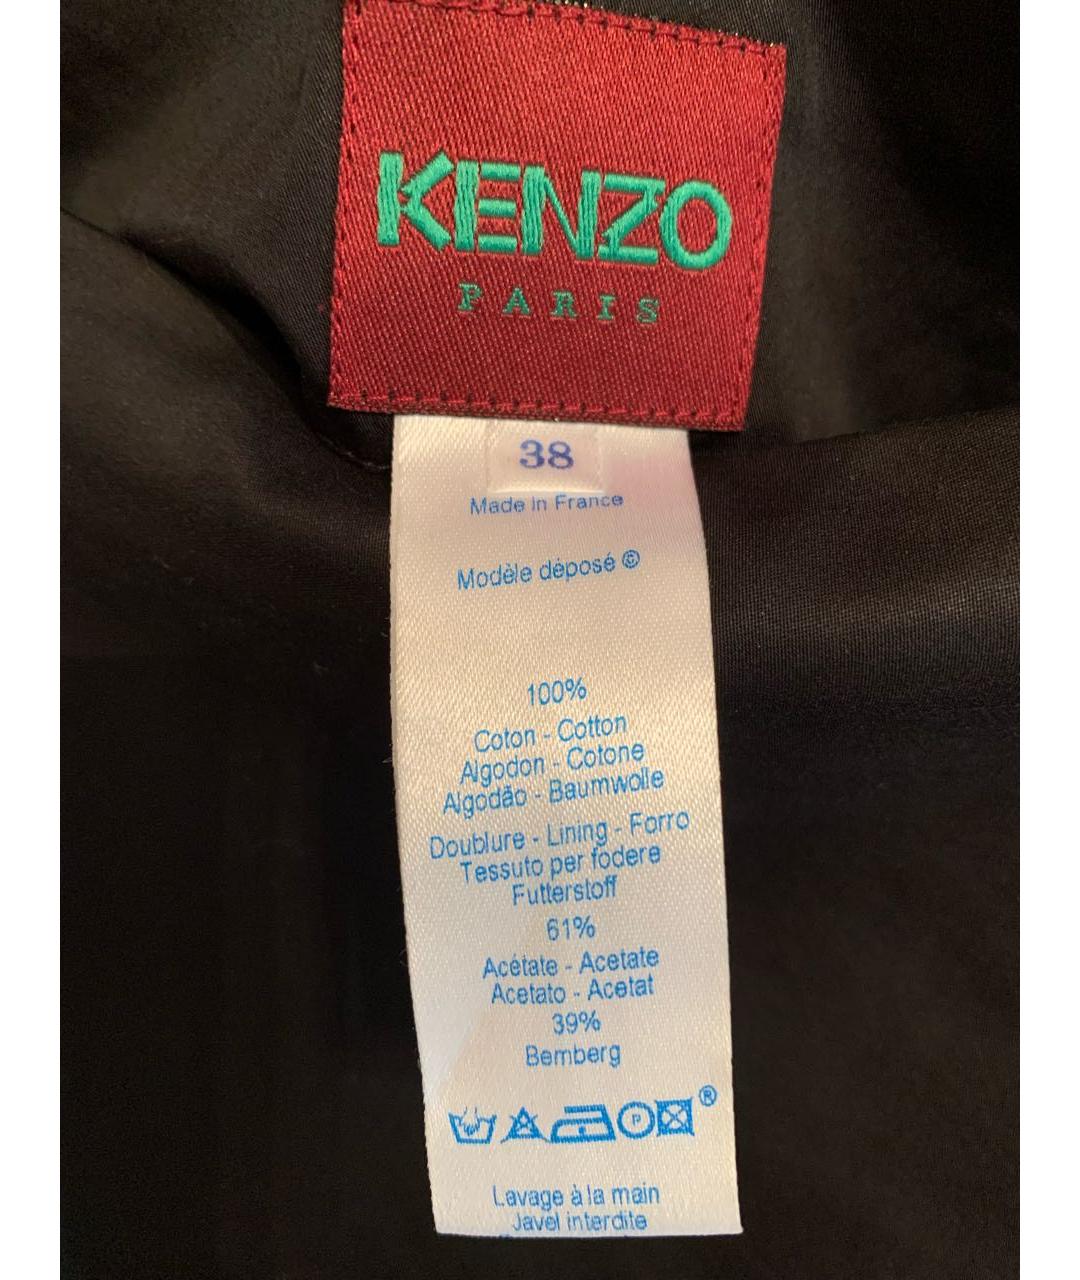 KENZO
PARIS
38
Made in France
Modèle déposé ©
100%
Coton - Cotton
Algodon - Cotone
Algodão - Baumwolle
Doublure - Lining - Forro
Tessuto per fodere
Futterstoff
61%
Acétate - Acetate
Acetato - Acetat
39%
Bemberg
P ®
Lavage à la main
Javel interdite